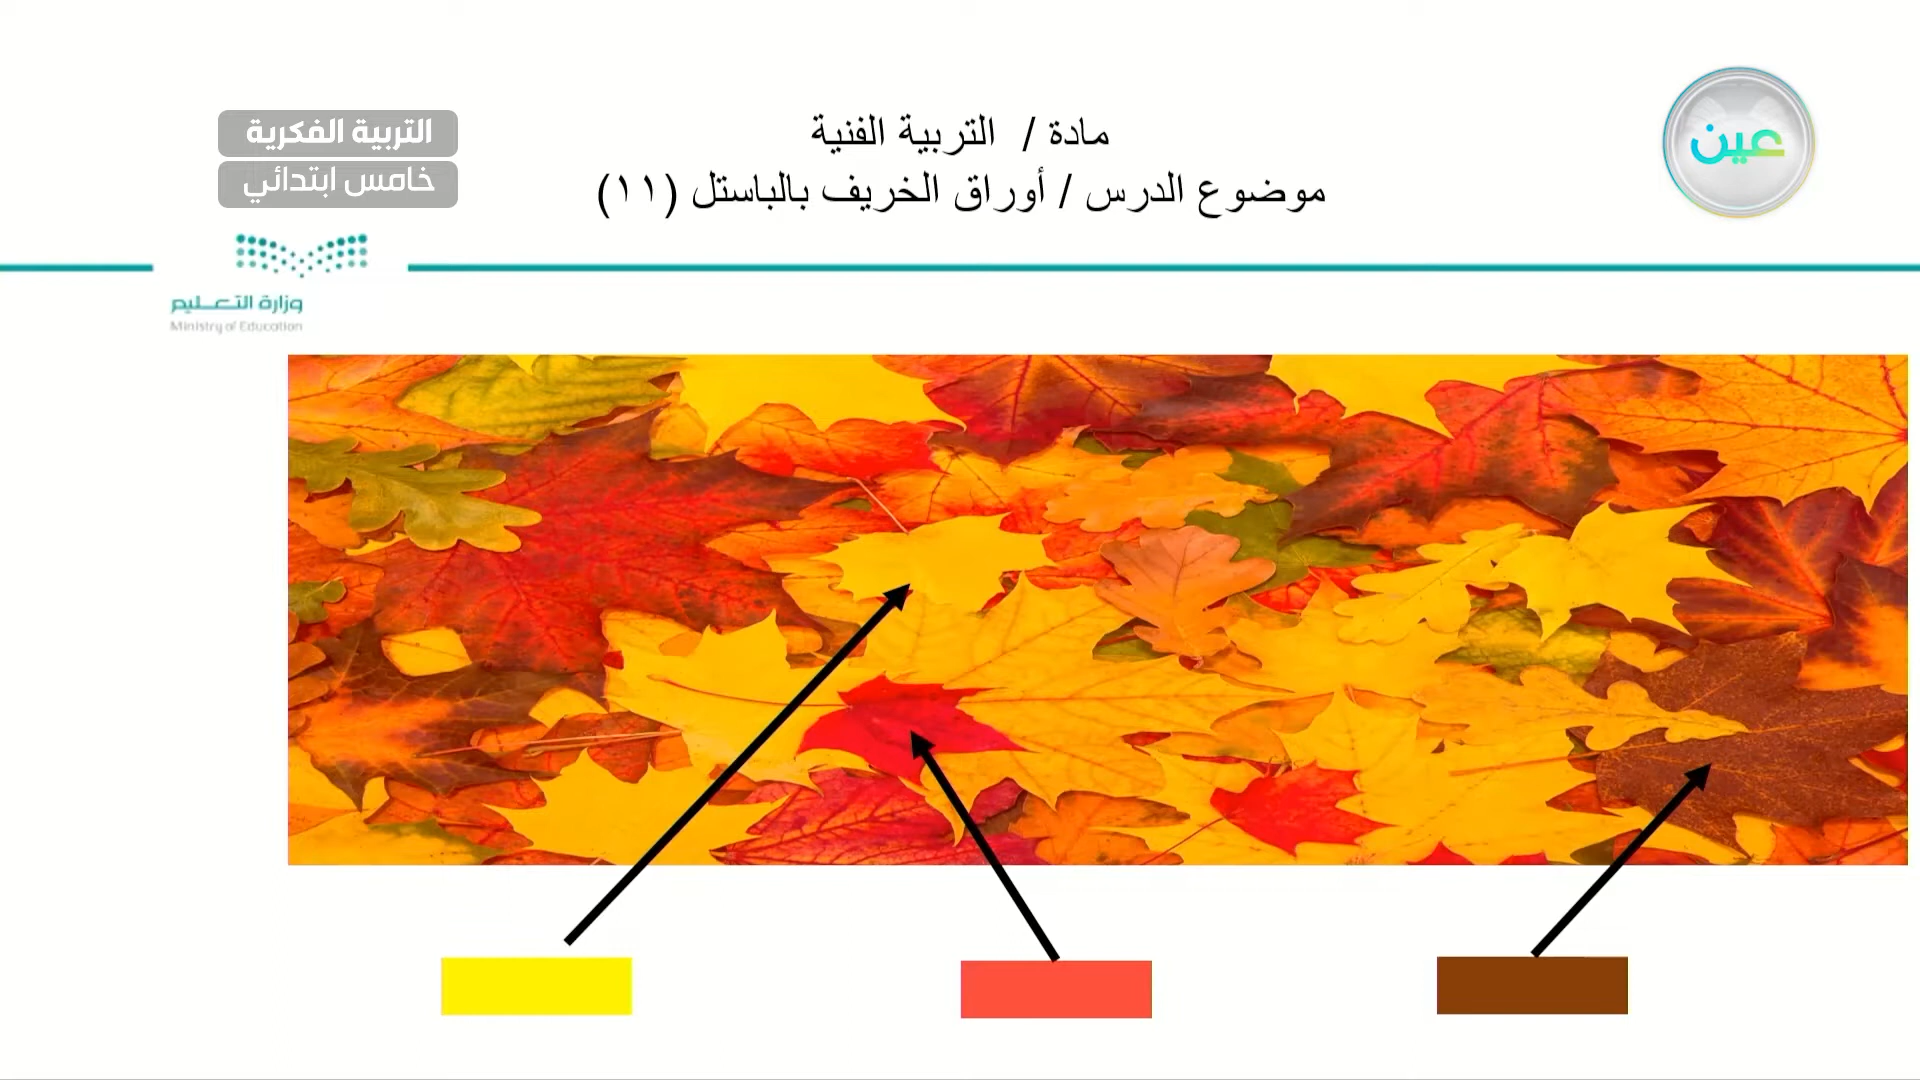 مادة / التربية الفنية
موضوع الدرس / أوراق الخريف بالباستل (١١)
التربية الفكرية
خامس ابتدائي
عين
وزارة التعليم
Ministry of Education